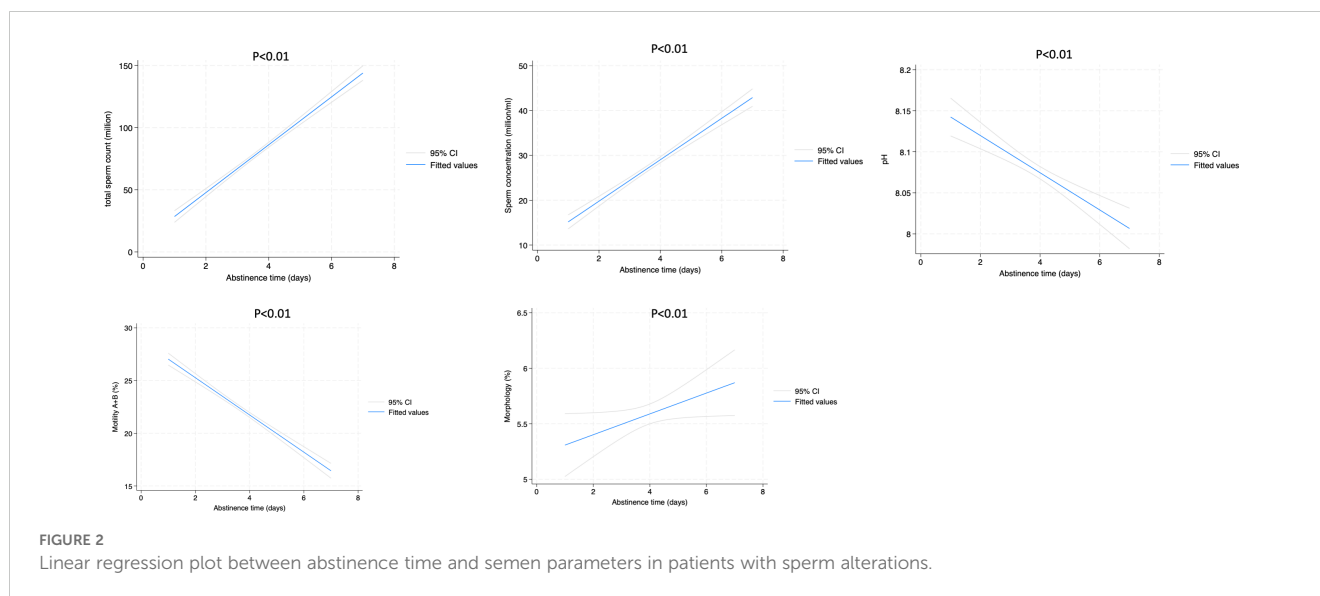 P<0.01
150
100
50
0
total sperm count (million)
0 2 4 6 8
Abstinence time (days)
95% CI
Fitted values
P<0.01
50
40
30
20
10
Sperm concentration (million/ml)
0 2 4 6 8
Abstinence time (days)
95% CI
Fitted values
P<0.01
8.2
8.15
8.1
8.05
8
pH
0 2 4 6 8
Abstinence time (days)
95% CI
Fitted values
P<0.01
30
25
20
15
Motility A+B (%)
0 2 4 6 8
Abstinence time (days)
95% CI
Fitted values
P<0.01
6.5
6
5.5
5
Morphology (%)
0 2 4 6 8
Abstinence time (days)
95% CI
Fitted values
FIGURE 2
Linear regression plot between abstinence time and semen parameters in patients with sperm alterations.